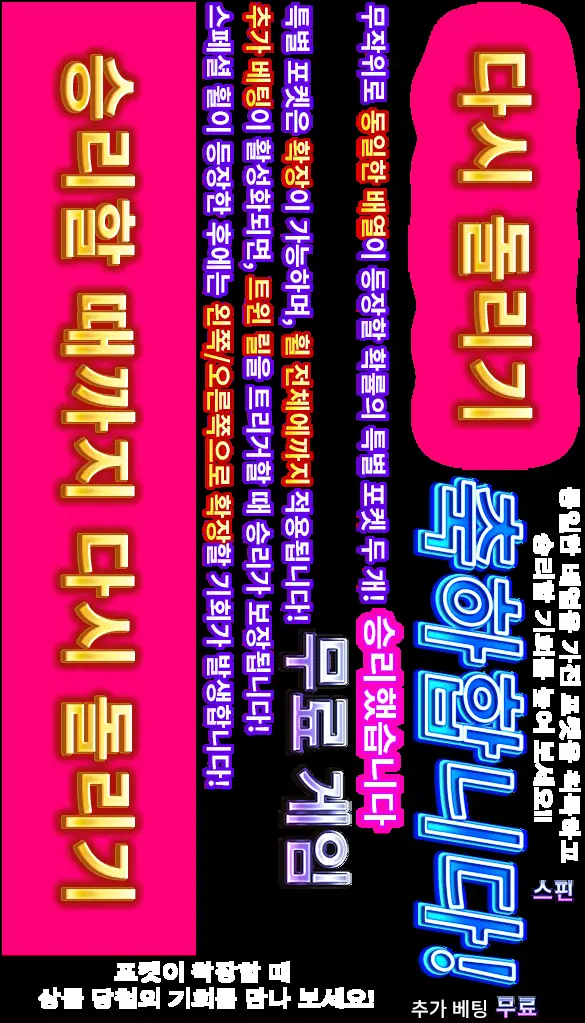 다시 돌리기
무작위로 동일한 배열이 등장할 확률의 특별 포켓 두 개!
특별 포켓은 확장이 가능하며, 휠 전체에까지 적용됩니다!
추가 베팅이 활성화되면, 트윈 릴을 트리거할 때 승리가 보장됩니다!
스페셜 휠이 등장한 후에는 왼쪽/오른쪽으로 확장할 기회가 발생합니다!
승리할 때까지 다시 돌리기
동일한 배열을 가진 포켓을 회복하고
승리할 기회를 높여 보세요!!
축하합니다!
승리했습니다
무료 게임
스핀
포켓이 확장할 때
상품 당첨의 기회를 만나 보세요!
추가 베팅 무료